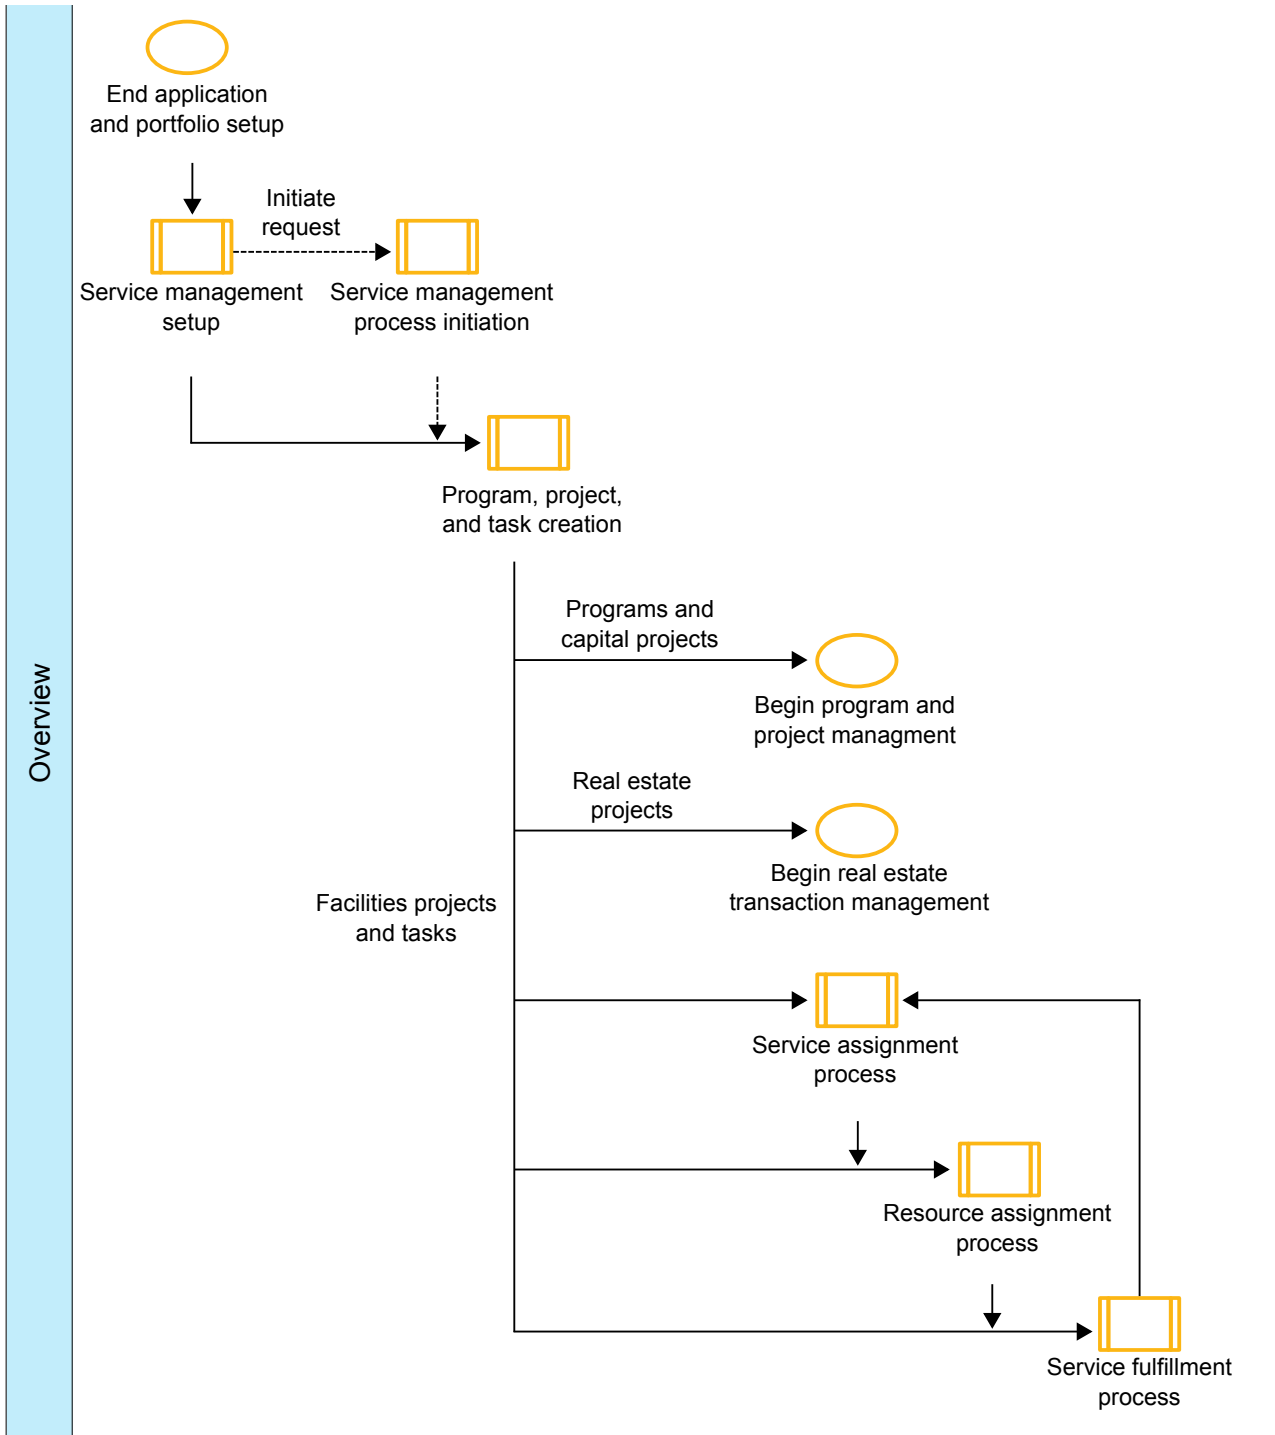 Overview
End application
and portfolio setup
Initiate
request
Service management
setup
Service management
process initiation
Program, project,
and task creation
Programs and
capital projects
Begin program and
project managment
Real estate
projects
Begin real estate
transaction management
Facilities projects
and tasks
Service assignment
process
Resource assignment
process
Service fulfillment
process